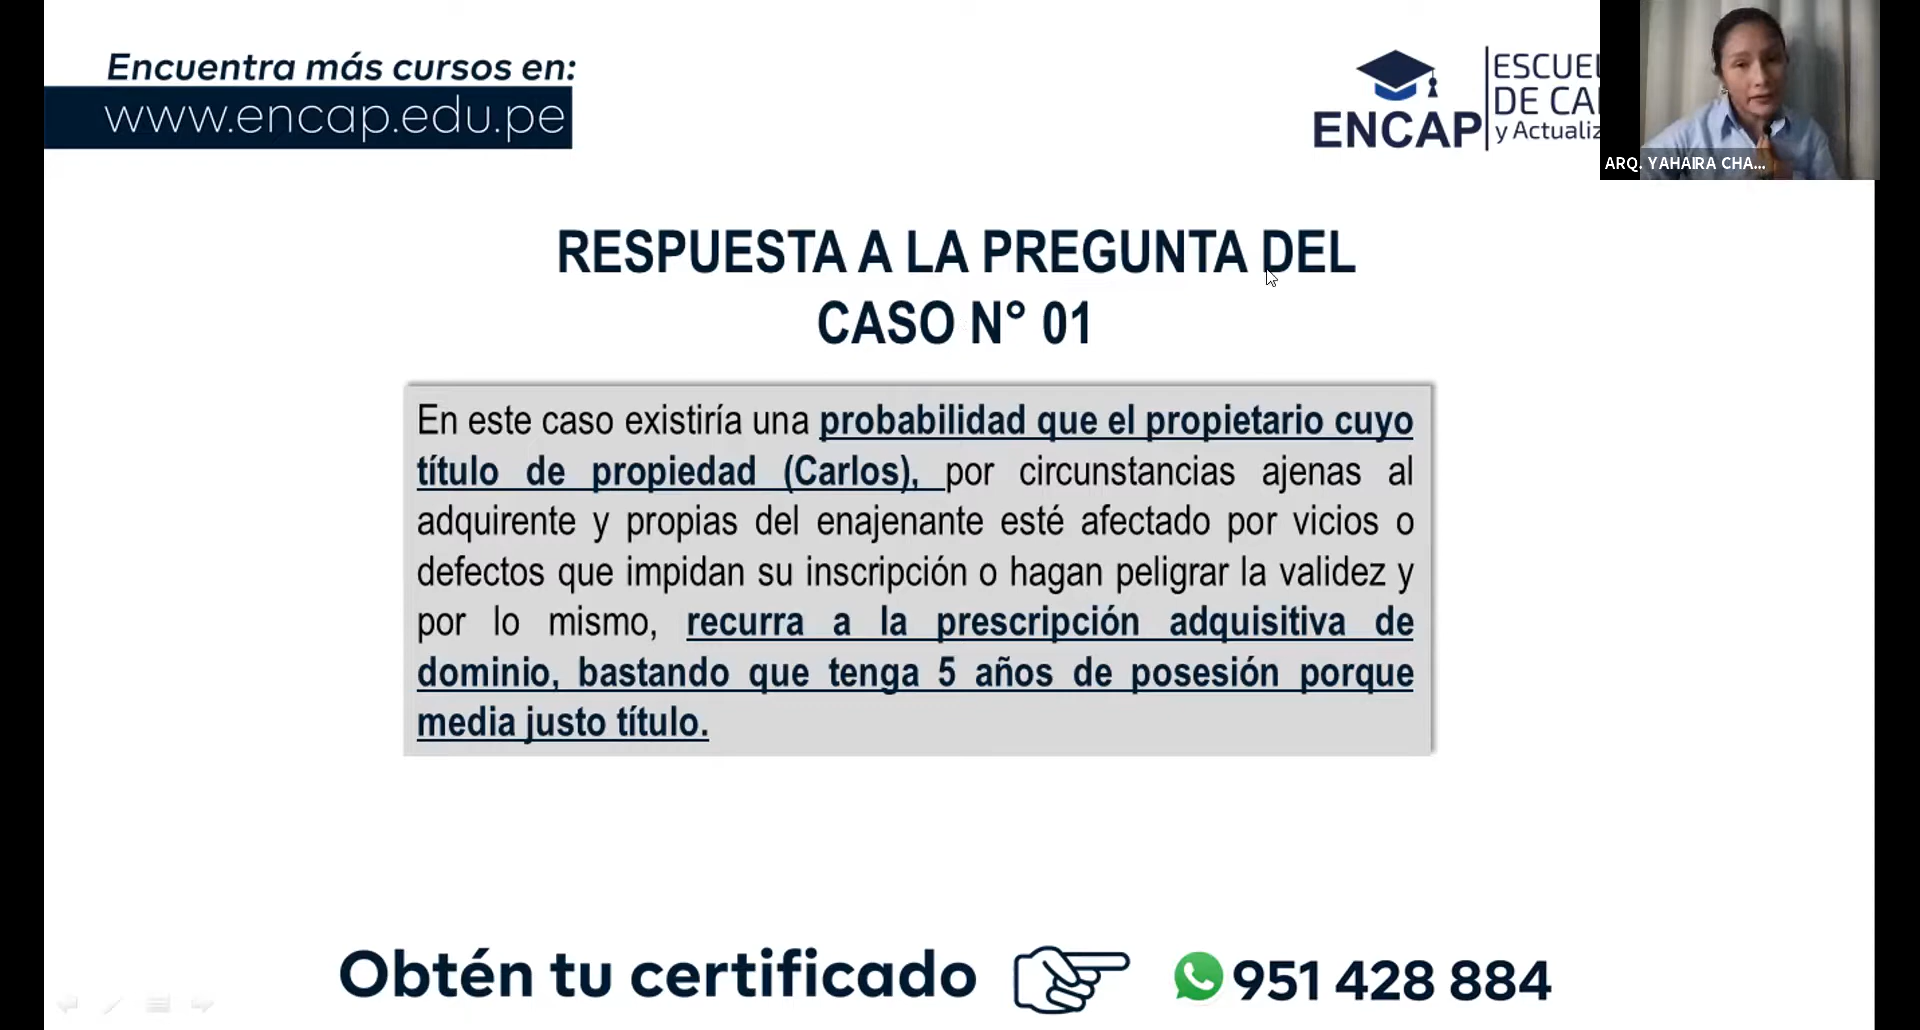 Encuentra más cursos en:
www.encap.edu.pe
ENCAP
DE
y
ARQ. YAHAIRA CHA...
RESPUESTA A LA PREGUNTA DEL
CASO N° 01
En este caso existiría una probabilidad que el propietario cuyo
título de propiedad (Carlos), por circunstancias ajenas al
adquirente y propias del enajenante esté afectado por vicios o
defectos que impidan su inscripción o hagan peligrar la validez y
por lo mismo, recurra a la prescripción adquisitiva de
dominio, bastando que tenga 5 años de posesión porque
media justo título.
Obtén tu certificado
951 428 884